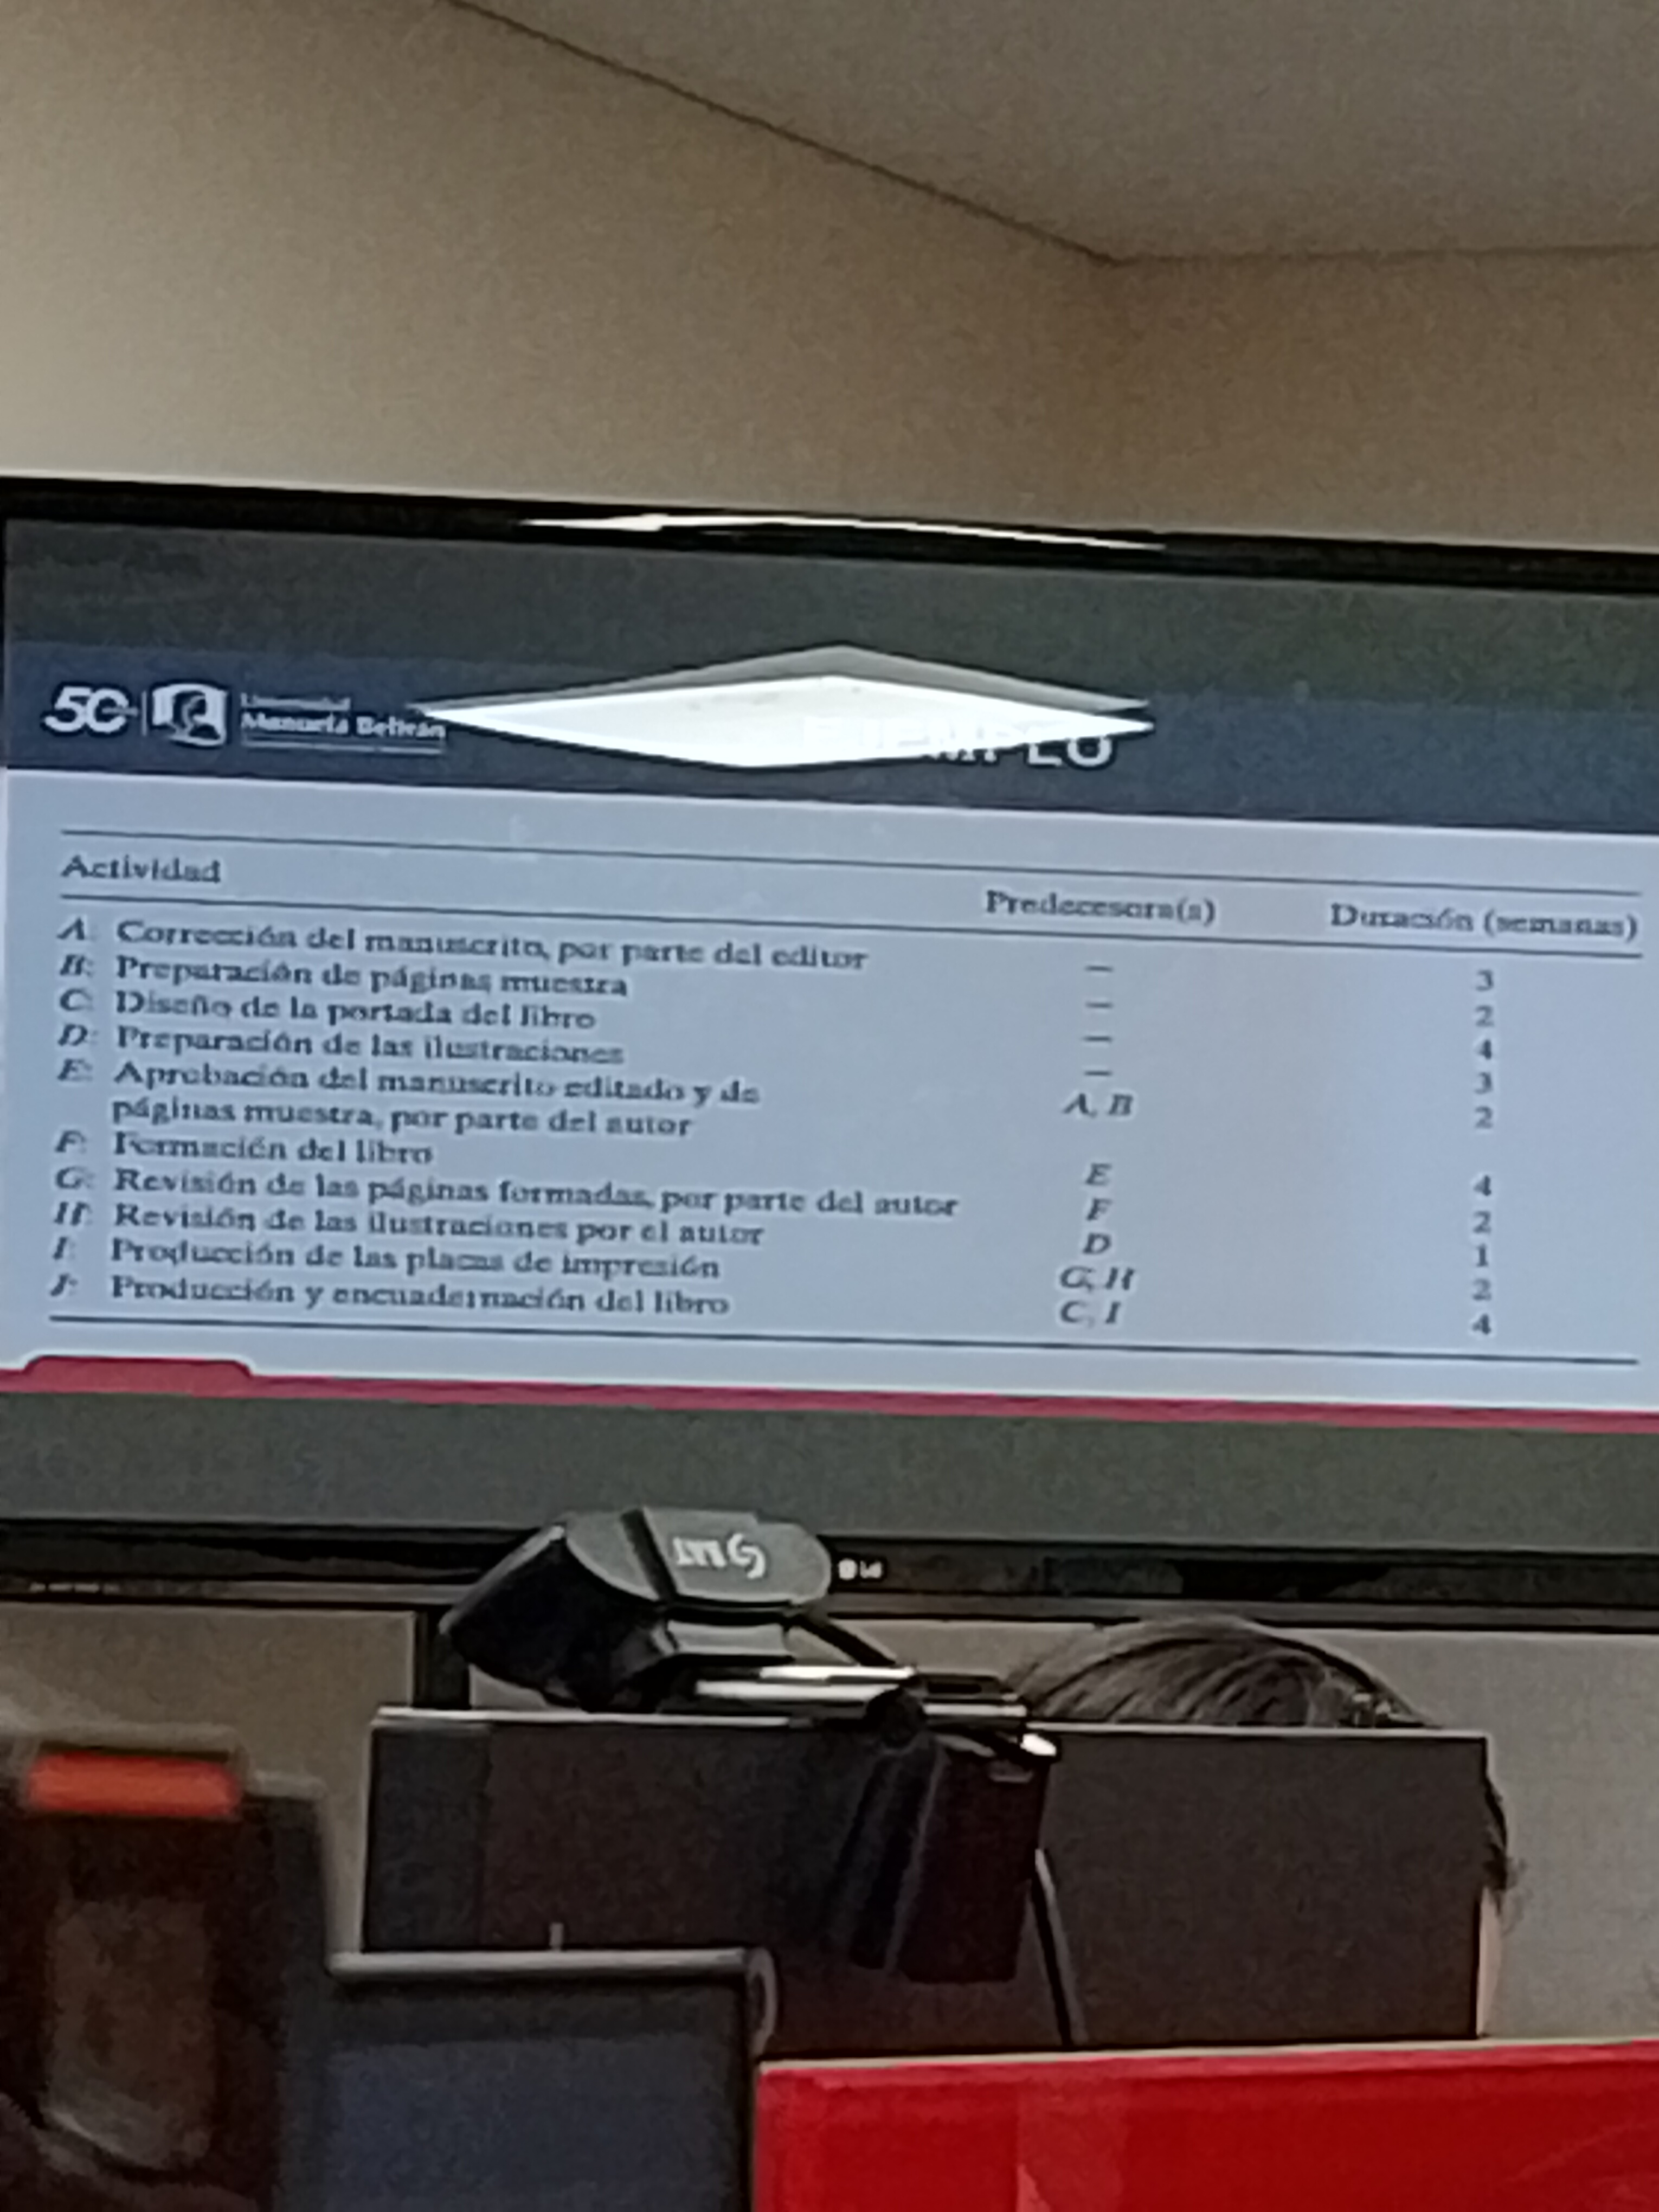 50 Universidad
Manuela Beltrán
EJEMPLO
Actividad Predecesora(s) Duración (semanas)
A: Corrección del manuscrito, por parte del editor — 3
B: Preparación de páginas muestra — 2
C: Diseño de la portada del libro — 4
D: Preparación de las ilustraciones — 3
E: Aprobación del manuscrito editado y de A, B 2
páginas muestra, por parte del autor
F: Formación del libro E 4
G: Revisión de las páginas formadas, por parte del autor F 2
H: Revisión de las ilustraciones por el autor D 1
I: Producción de las placas de impresión G, H 2
J: Producción y encuadernación del libro C, I 4
LG